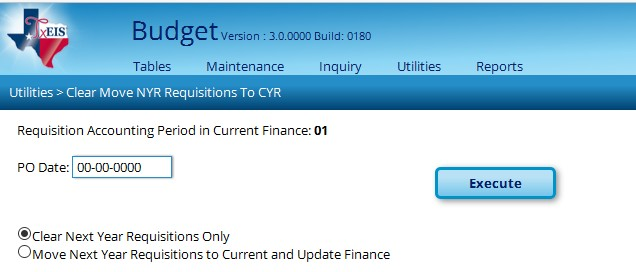 TxEIS
Budget Version : 3.0.0000 Build: 0180
Tables Maintenance Inquiry Utilities Reports
Utilities > Clear Move NYR Requisitions To CYR
Requisition Accounting Period in Current Finance: 01
PO Date: 00-00-0000
Execute
Clear Next Year Requisitions Only
Move Next Year Requisitions to Current and Update Finance